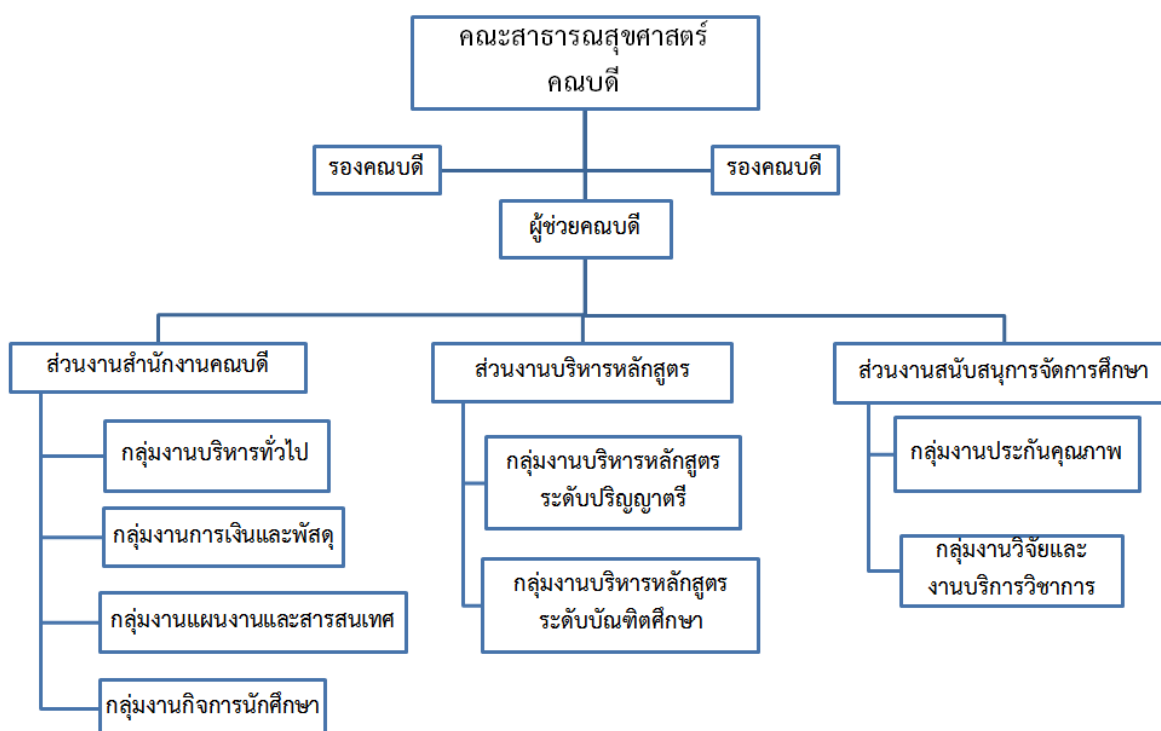 คณะสาธารณสุขศาสตร์
คณบดี
รองคณบดี
รองคณบดี
ผู้ช่วยคณบดี
ส่วนงานสำนักงานคณบดี
ส่วนงานบริหารหลักสูตร
ส่วนงานสนับสนุการจัดการศึกษา
กลุ่มงานบริหารทั่วไป
กลุ่มงานการเงินและพัสดุ
กลุ่มงานแผนงานและสารสนเทศ
กลุ่มงานกิจการนักศึกษา
กลุ่มงานบริหารหลักสูตร
ระดับปริญญาตรี
กลุ่มงานบริหารหลักสูตร
ระดับบัณฑิตศึกษา
กลุ่มงานประกันคุณภาพ
กลุ่มงานวิจัยและ
งานบริการวิชาการ